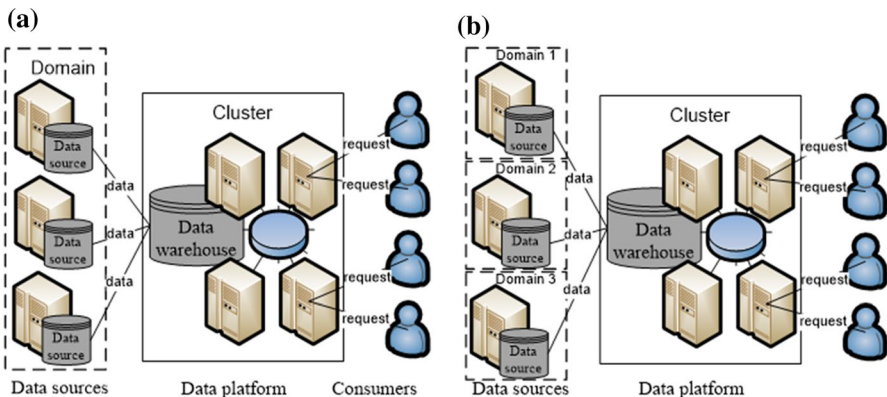 (a)
Domain
Data
source
Data
source
Data
source
data
data
data
Cluster
Data
warehouse
request
request
request
request
Data sources
Data platform
Consumers
(b)
Domain 1
Data
source
Domain 2
Data
source
Domain 3
Data
source
data
data
data
Cluster
Data
warehouse
request
request
request
request
Data sources
Data platform